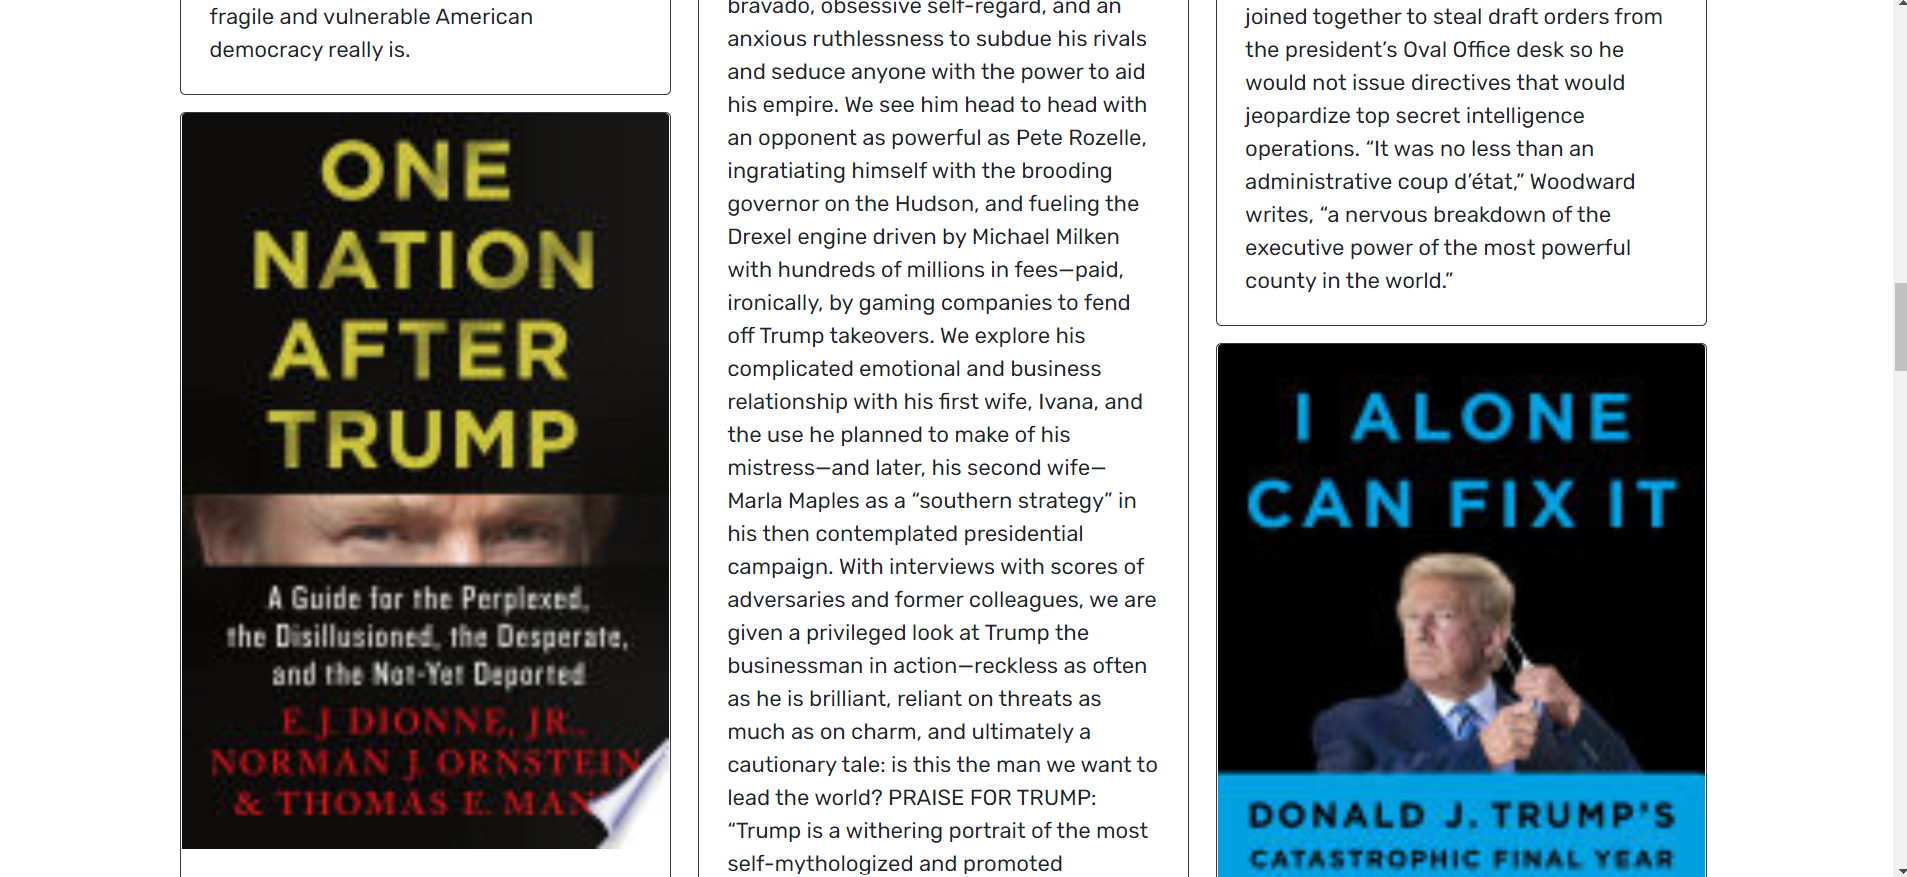 fragile and vulnerable American
democracy really is.
ONE
NATION
AFTER
TRUMP
A Guide for the Perplexed,
the Disillusioned, the Desperate,
and the Not-Yet Deported
E. J. DIONNE, JR.,
NORMAN J. ORNSTEIN
& THOMAS E. MAN
bravado, obsessive self-regard, and an
anxious ruthlessness to subdue his rivals
and seduce anyone with the power to aid
his empire. We see him head to head with
an opponent as powerful as Pete Rozelle,
ingratiating himself with the brooding
governor on the Hudson, and fueling the
Drexel engine driven by Michael Milken
with hundreds of millions in fees—paid,
ironically, by gaming companies to fend
off Trump takeovers. We explore his
complicated emotional and business
relationship with his first wife, Ivana, and
the use he planned to make of his
mistress—and later, his second wife—
Marla Maples as a “southern strategy” in
his then contemplated presidential
campaign. With interviews with scores of
adversaries and former colleagues, we are
given a privileged look at Trump the
businessman in action—reckless as often
as he is brilliant, reliant on threats as
much as on charm, and ultimately a
cautionary tale: is this the man we want to
lead the world? PRAISE FOR TRUMP:
“Trump is a withering portrait of the most
self-mythologized and promoted
joined together to steal draft orders from
the president’s Oval Office desk so he
would not issue directives that would
jeopardize top secret intelligence
operations. “It was no less than an
administrative coup d’état,” Woodward
writes, “a nervous breakdown of the
executive power of the most powerful
county in the world.”
I ALONE
CAN FIX IT
DONALD J. TRUMP'S
CATASTROPHIC FINAL YEAR